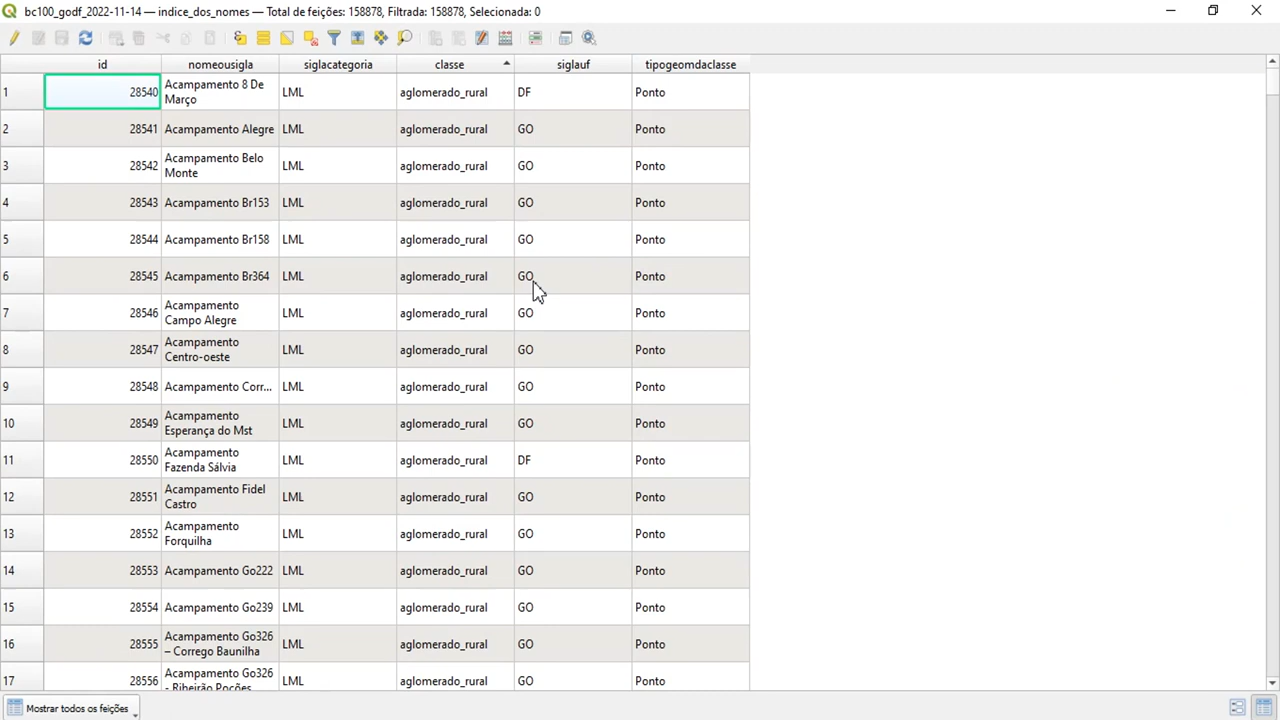 bc100_godf_2022-11-14 — indice_dos_nomes — Total de feições: 158878, Filtrada: 158878, Selecionada: 0
id nomeousigla siglacategoria classe siglauf tipogeomdaclasse
1 28540 Acampamento 8 De Março LML aglomerado_rural DF Ponto
2 28541 Acampamento Alegre LML aglomerado_rural GO Ponto
3 28542 Acampamento Belo Monte LML aglomerado_rural GO Ponto
4 28543 Acampamento Br153 LML aglomerado_rural GO Ponto
5 28544 Acampamento Br158 LML aglomerado_rural GO Ponto
6 28545 Acampamento Br364 LML aglomerado_rural GO Ponto
7 28546 Acampamento Campo Alegre LML aglomerado_rural GO Ponto
8 28547 Acampamento Centro-oeste LML aglomerado_rural GO Ponto
9 28548 Acampamento Corr... LML aglomerado_rural GO Ponto
10 28549 Acampamento Esperança do Mst LML aglomerado_rural GO Ponto
11 28550 Acampamento Fazenda Sálvia LML aglomerado_rural DF Ponto
12 28551 Acampamento Fidel Castro LML aglomerado_rural GO Ponto
13 28552 Acampamento Forquilha LML aglomerado_rural GO Ponto
14 28553 Acampamento Go222 LML aglomerado_rural GO Ponto
15 28554 Acampamento Go239 LML aglomerado_rural GO Ponto
16 28555 Acampamento Go326 – Corrego Baunilha LML aglomerado_rural GO Ponto
17 28556 Acampamento Go326 - Ribeirão Poções LML aglomerado_rural GO Ponto
Mostrar todos os feições